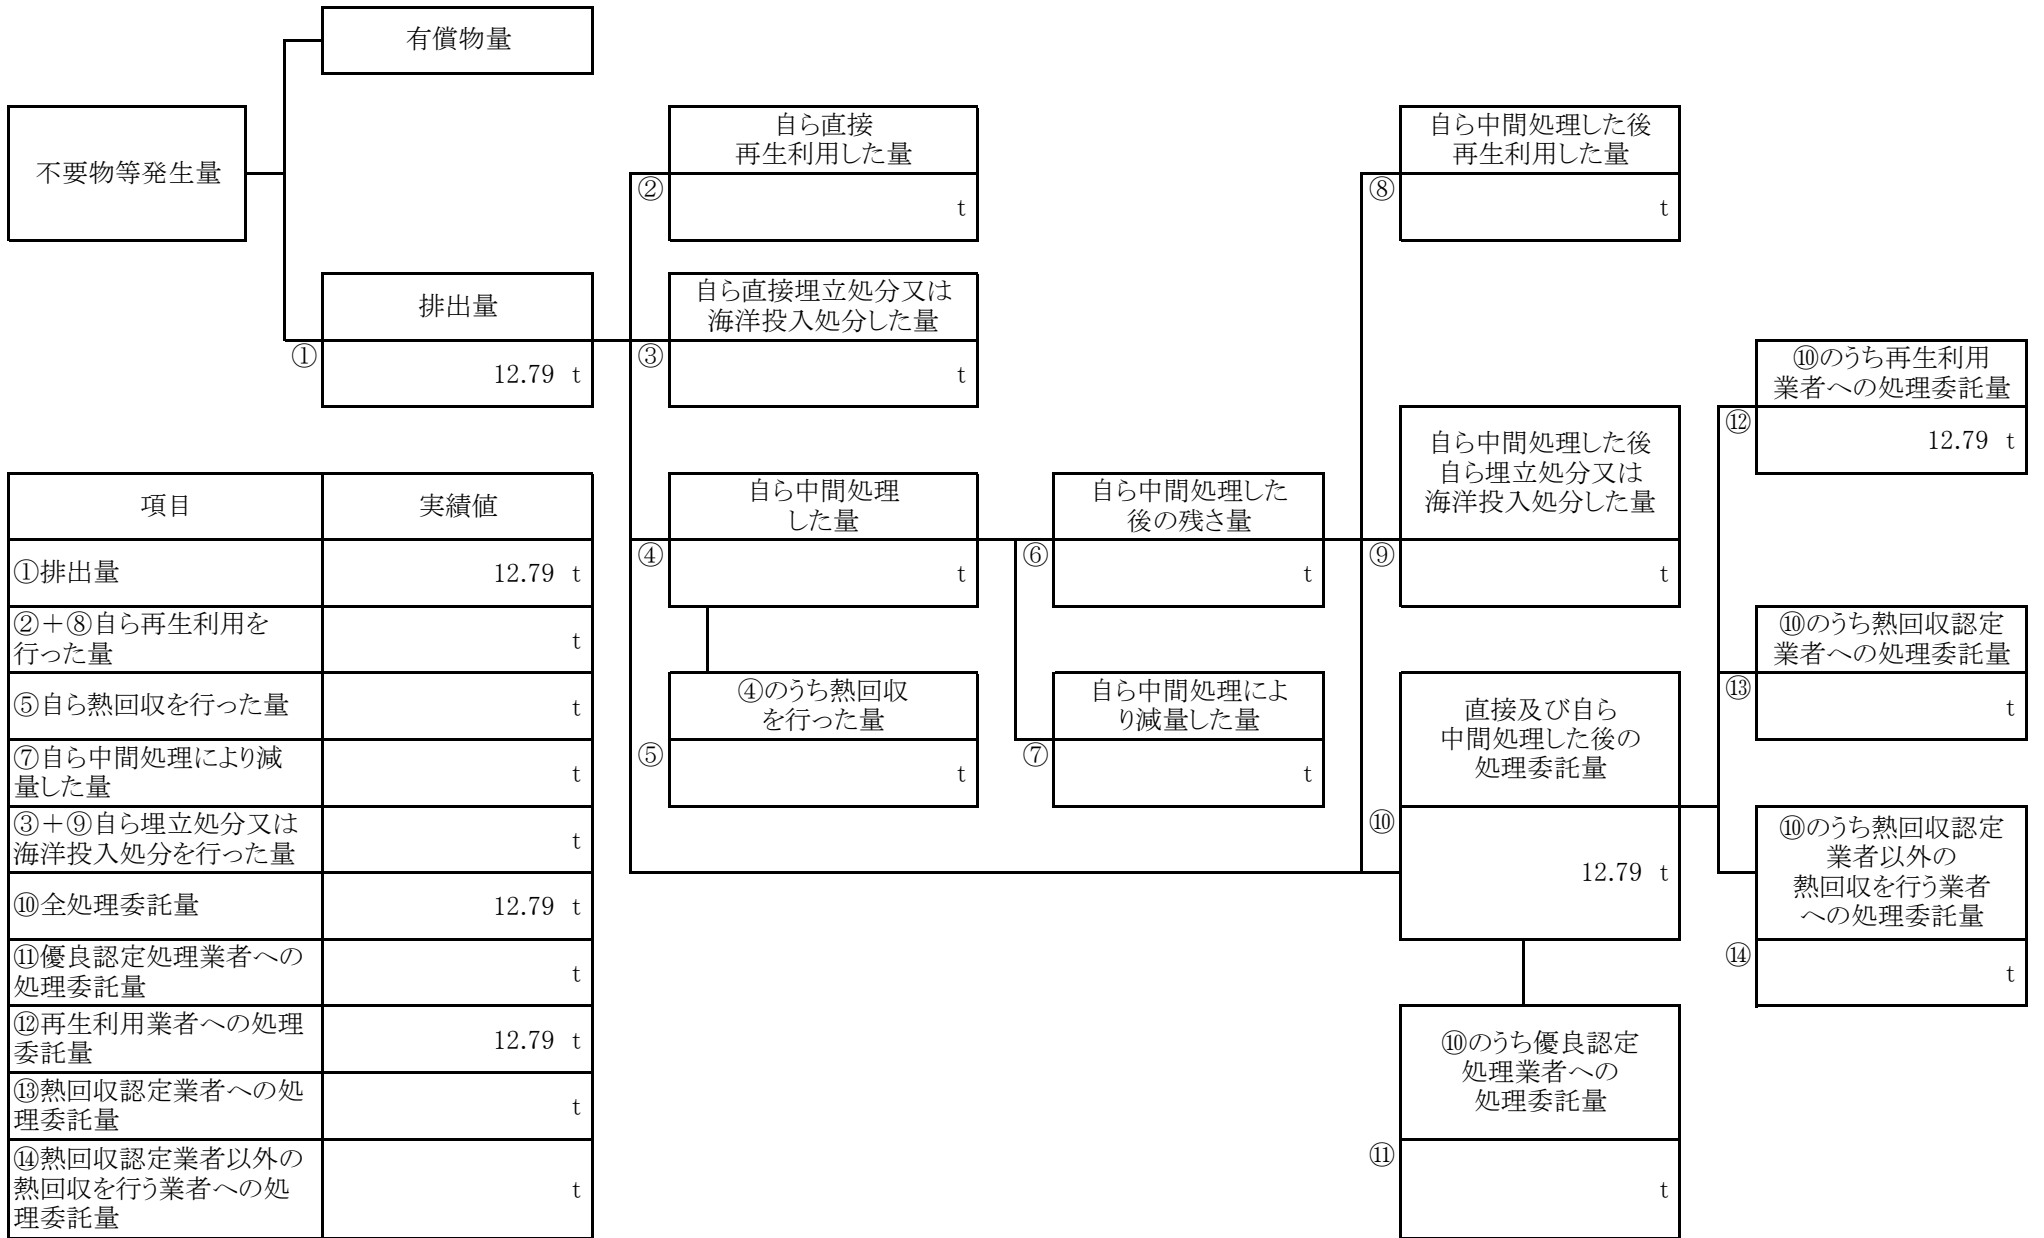 有償物量
不要物等発生量
自ら直接
再生利用した量
②
t
自ら中間処理した後
再生利用した量
⑧
t
排出量
①
12.79 t
自ら直接埋立処分又は
海洋投入処分した量
③
t
⑩のうち再生利用
業者への処理委託量
⑫
12.79 t
自ら中間処理した後
自ら埋立処分又は
海洋投入処分した量
⑨
t
自ら中間処理
した量
④
t
自ら中間処理した
後の残さ量
⑥
t
⑩のうち熱回収認定
業者への処理委託量
⑬
t
④のうち熱回収
を行った量
⑤
t
自ら中間処理によ
り減量した量
⑦
t
直接及び自ら
中間処理した後の
処理委託量
⑩
12.79 t
⑩のうち熱回収認定
業者以外の
熱回収を行う業者
への処理委託量
⑭
t
⑩のうち優良認定
処理業者への
処理委託量
⑪
t
項目 実績値
①排出量 12.79 t
②+⑧自ら再生利用を
行った量 t
⑤自ら熱回収を行った量 t
⑦自ら中間処理により減
量した量 t
③+⑨自ら埋立処分又は
海洋投入処分を行った量 t
⑩全処理委託量 12.79 t
⑪優良認定処理業者への
処理委託量 t
⑫再生利用業者への処理
委託量 12.79 t
⑬熱回収認定業者への処
理委託量 t
⑭熱回収認定業者以外の
熱回収を行う業者への処
理委託量 t